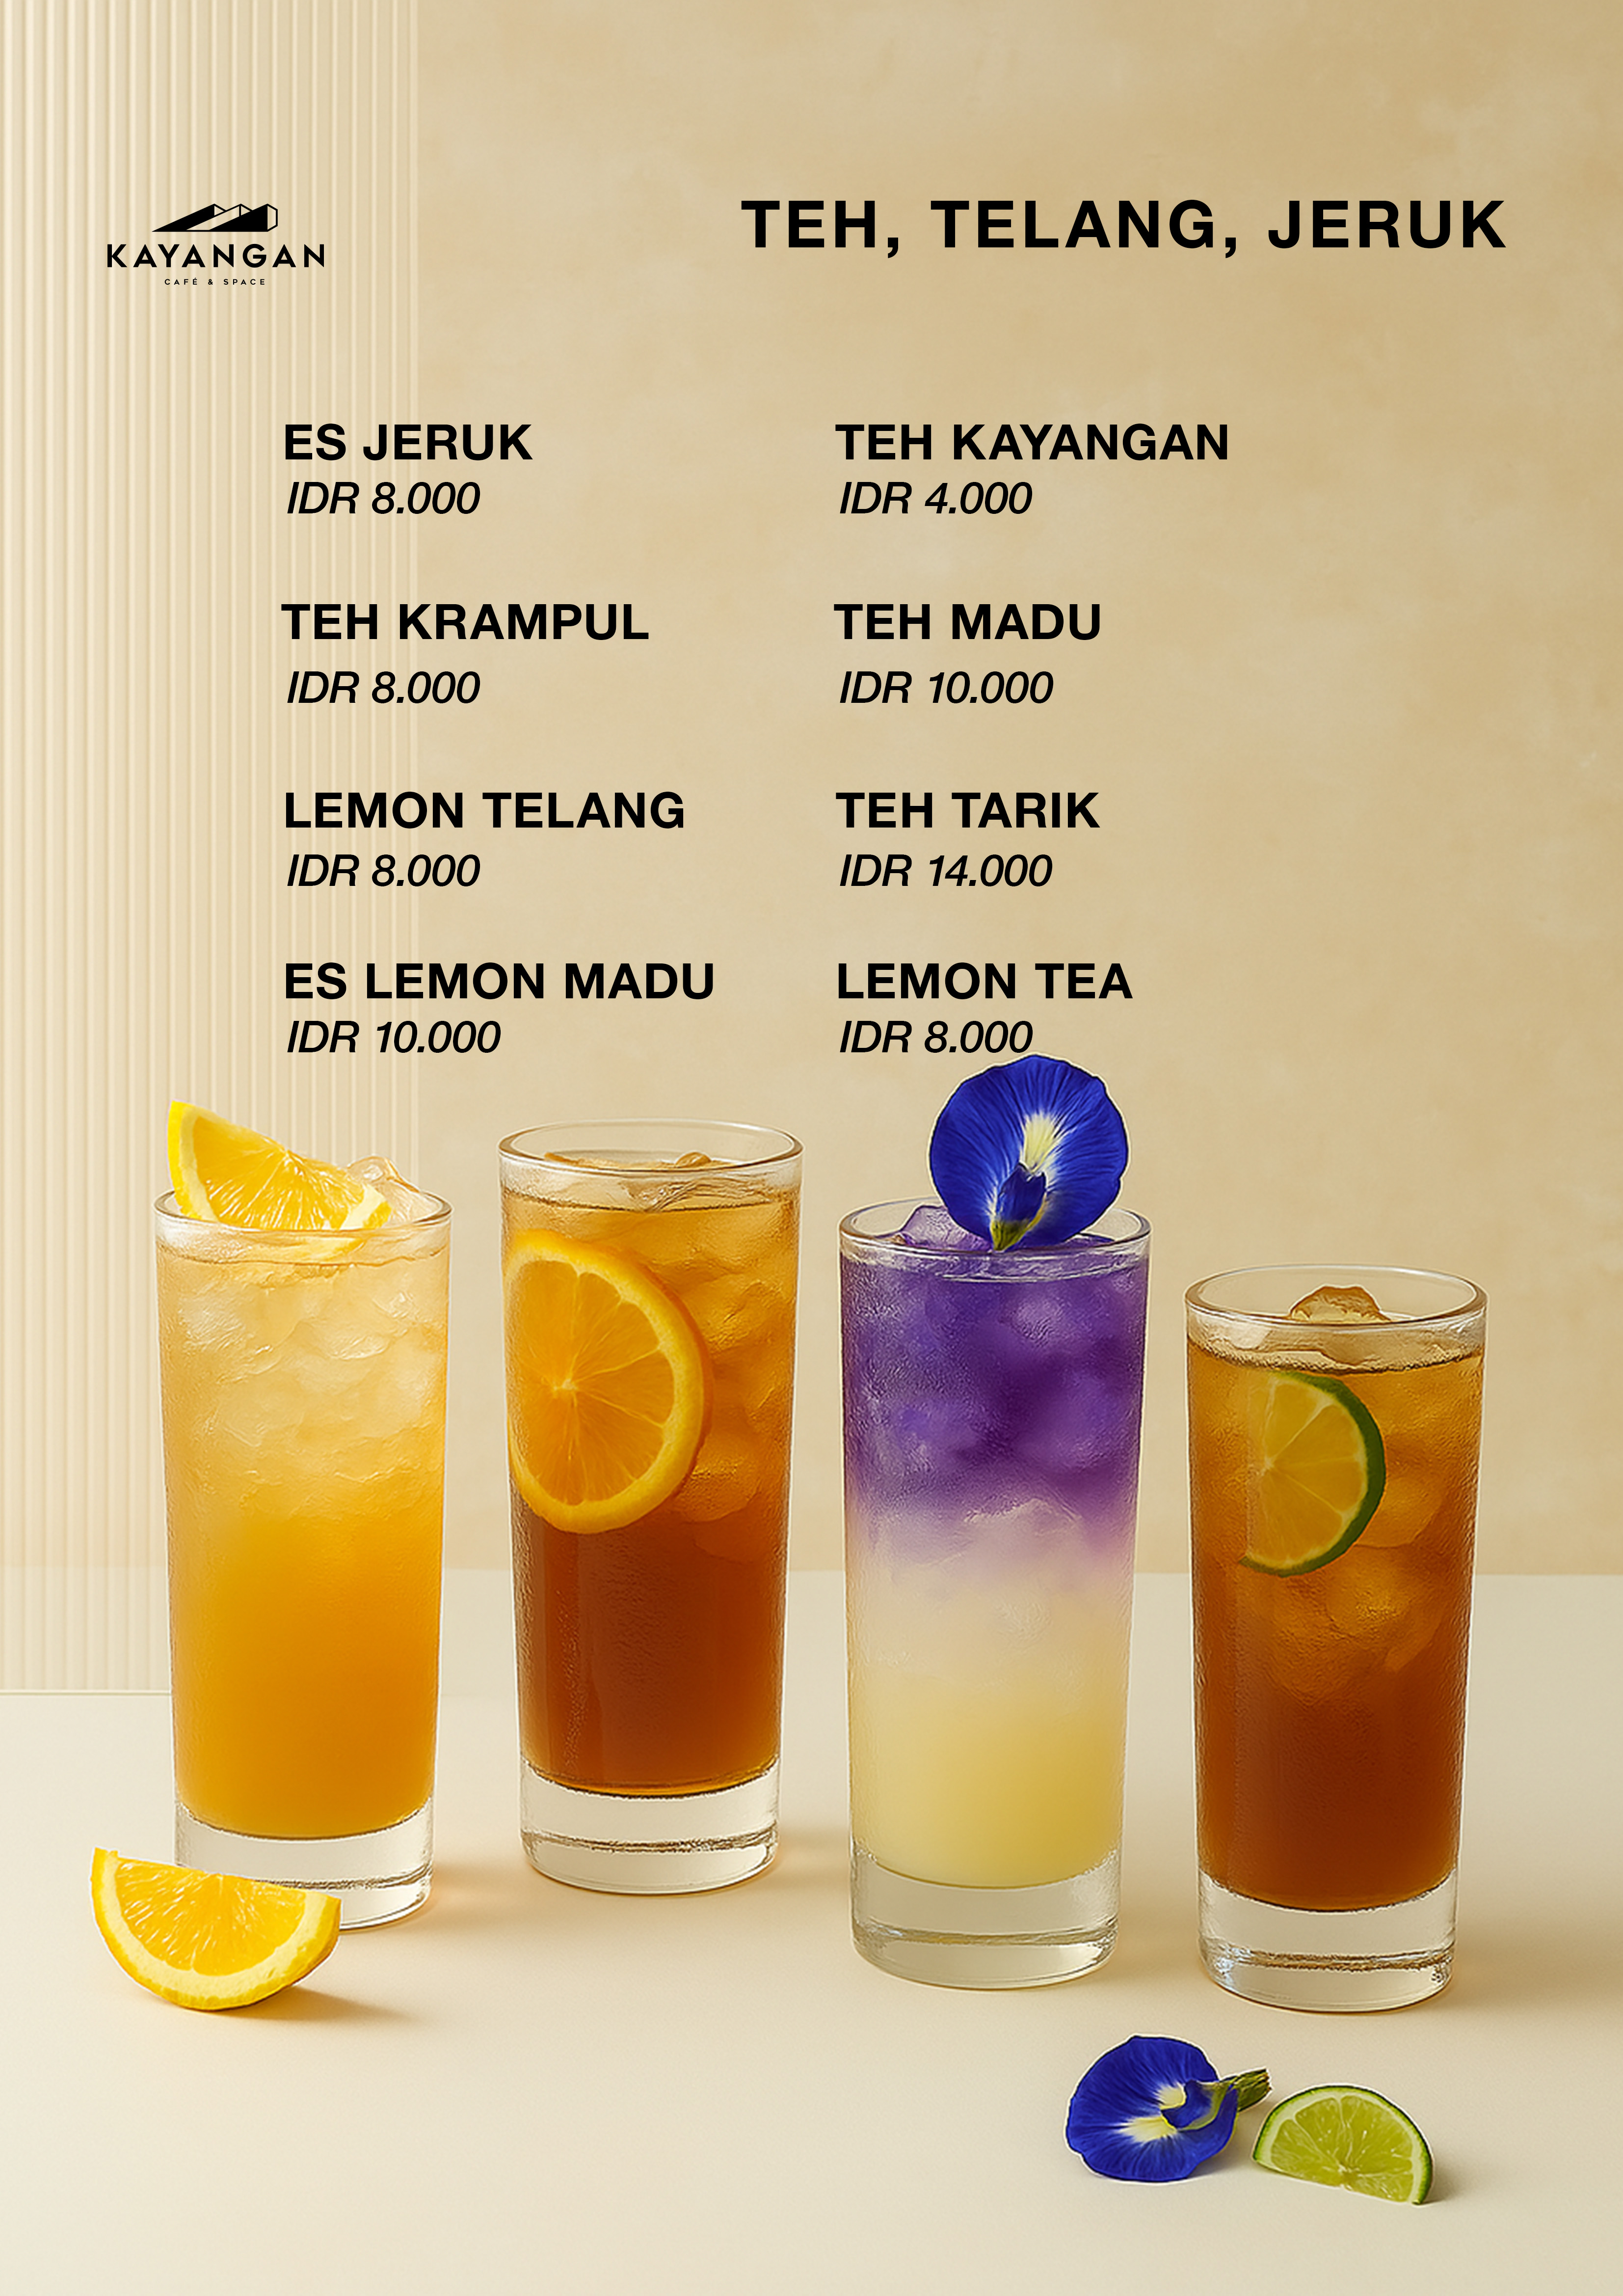 KAYANGAN
CAFÉ & SPACE
TEH, TELANG, JERUK
ES JERUK
IDR 8.000
TEH KRAMPUL
IDR 8.000
LEMON TELANG
IDR 8.000
ES LEMON MADU
IDR 10.000
TEH KAYANGAN
IDR 4.000
TEH MADU
IDR 10.000
TEH TARIK
IDR 14.000
LEMON TEA
IDR 8.000